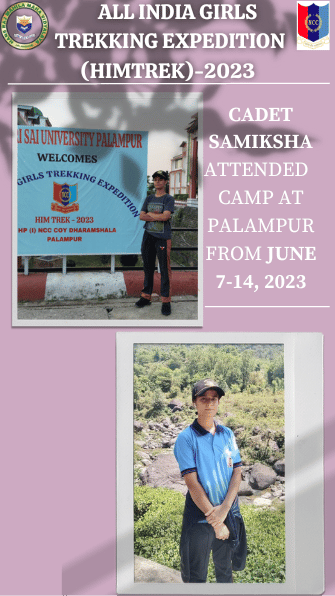 ALL INDIA GIRLS
TREKKING EXPEDITION
(HIMTREK)-2023
NCC
CADET
SAMIKSHA
ATTENDED
CAMP AT
PALAMPUR
FROM JUNE
7-14, 2023
SAI UNIVERSITY PALAMPUR
WELCOMES
GIRLS TREKKING EXPEDITION
HIM TREK - 2023
HP (I) NCC COY DHARAMSHALA
PALAMPUR